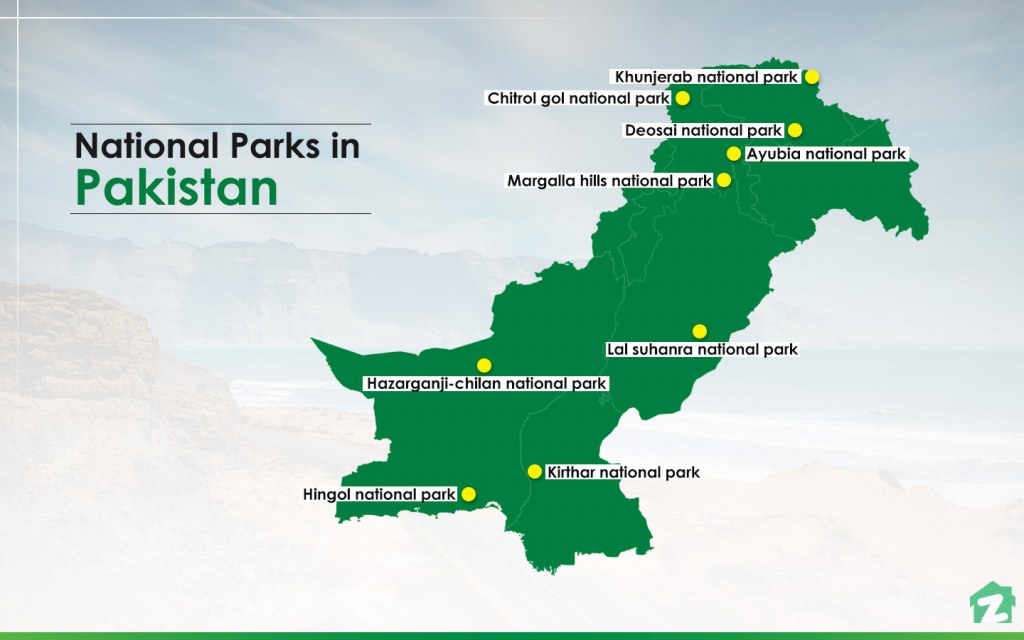 National Parks in
Pakistan
Khunjerab national park
Chitrol gol national park
Deosai national park
Ayubia national park
Margalla hills national park
Lal suhanra national park
Hazarganji-chilan national park
Kirthar national park
Hingol national park
Z